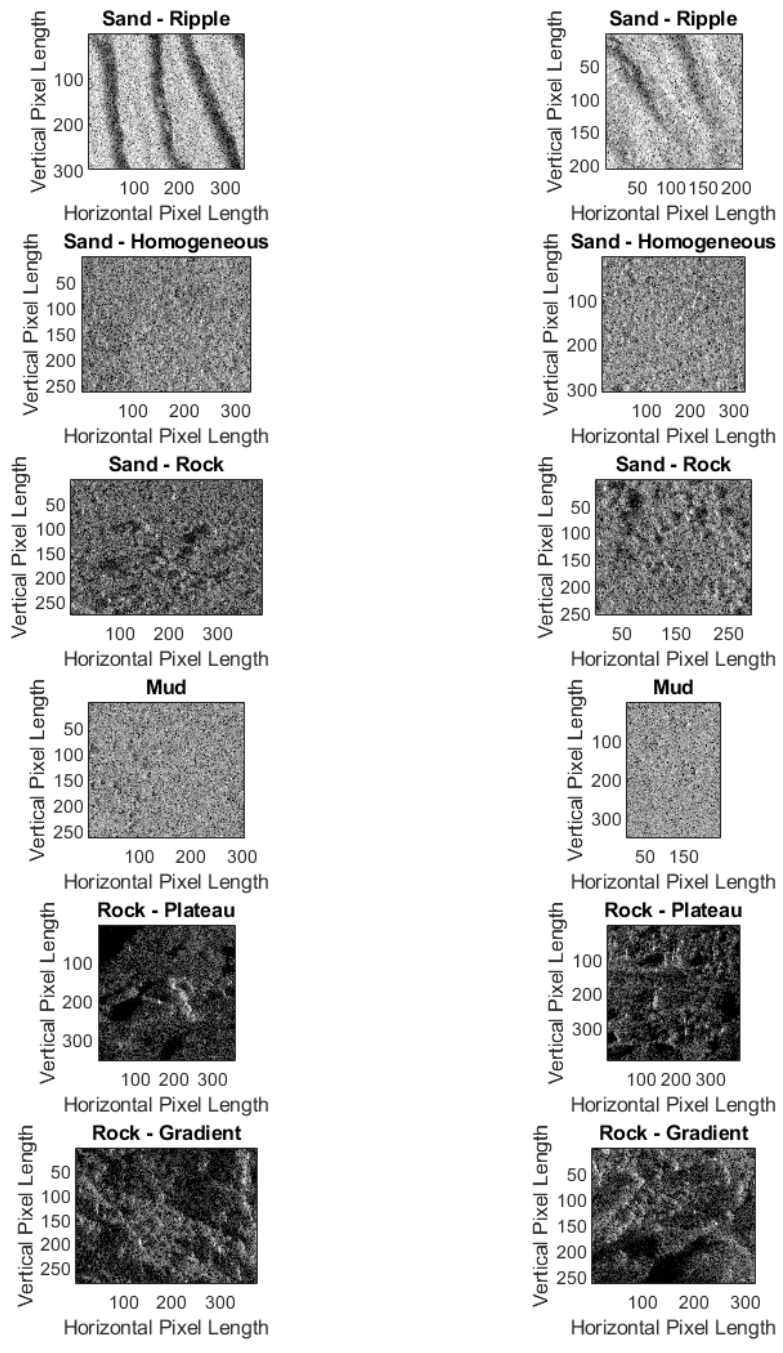 Sand - Ripple
Vertical Pixel Length
100
200
300
100 200 300
Horizontal Pixel Length
Sand - Ripple
Vertical Pixel Length
50
100
150
200
50 100 150 200
Horizontal Pixel Length
Sand - Homogeneous
Vertical Pixel Length
50
100
150
200
250
100 200 300
Horizontal Pixel Length
Sand - Homogeneous
Vertical Pixel Length
100
200
300
100 200 300
Horizontal Pixel Length
Sand - Rock
Vertical Pixel Length
50
100
150
200
250
100 200 300
Horizontal Pixel Length
Sand - Rock
Vertical Pixel Length
50
100
150
200
250
50 150 250
Horizontal Pixel Length
Mud
Vertical Pixel Length
50
100
150
200
250
100 200 300
Horizontal Pixel Length
Mud
Vertical Pixel Length
100
200
300
50 150
Horizontal Pixel Length
Rock - Plateau
Vertical Pixel Length
100
200
300
100 200 300
Horizontal Pixel Length
Rock - Plateau
Vertical Pixel Length
100
200
300
100 200 300
Horizontal Pixel Length
Rock - Gradient
Vertical Pixel Length
50
100
150
200
250
100 200 300
Horizontal Pixel Length
Rock - Gradient
Vertical Pixel Length
50
100
150
200
250
100 200 300
Horizontal Pixel Length